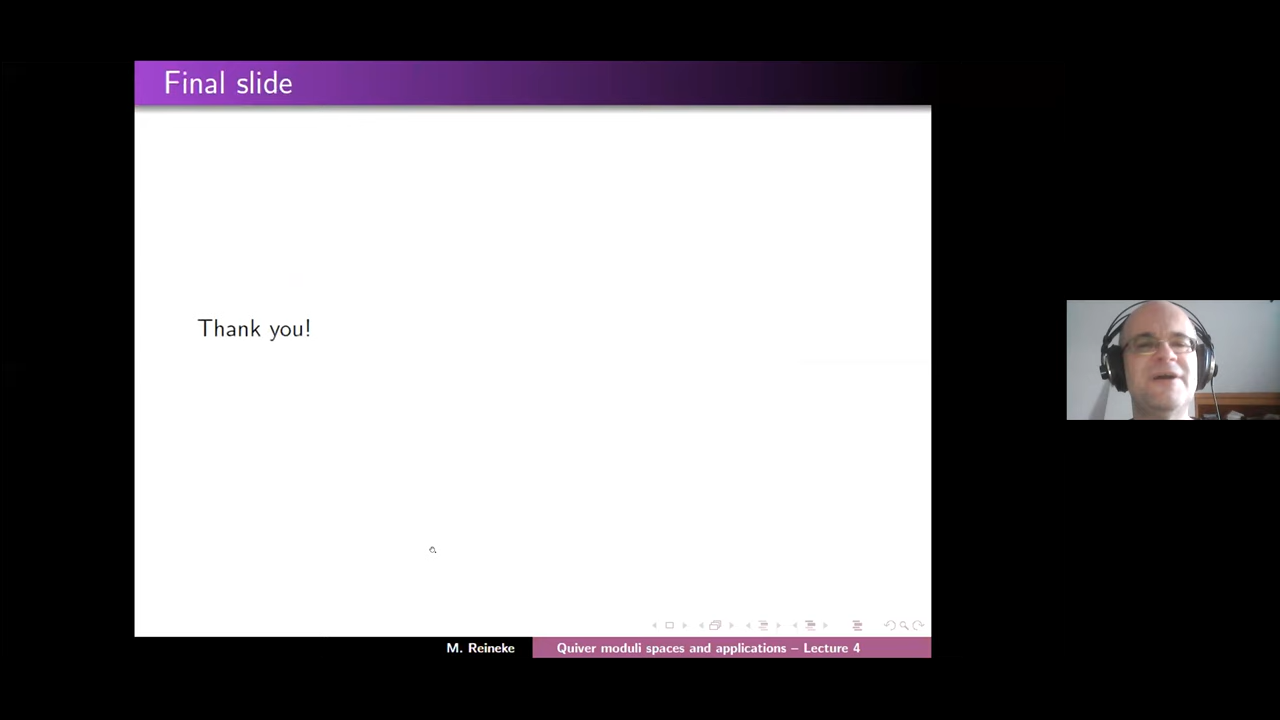 Final slide
Thank you!
M. Reineke
Quiver moduli spaces and applications – Lecture 4